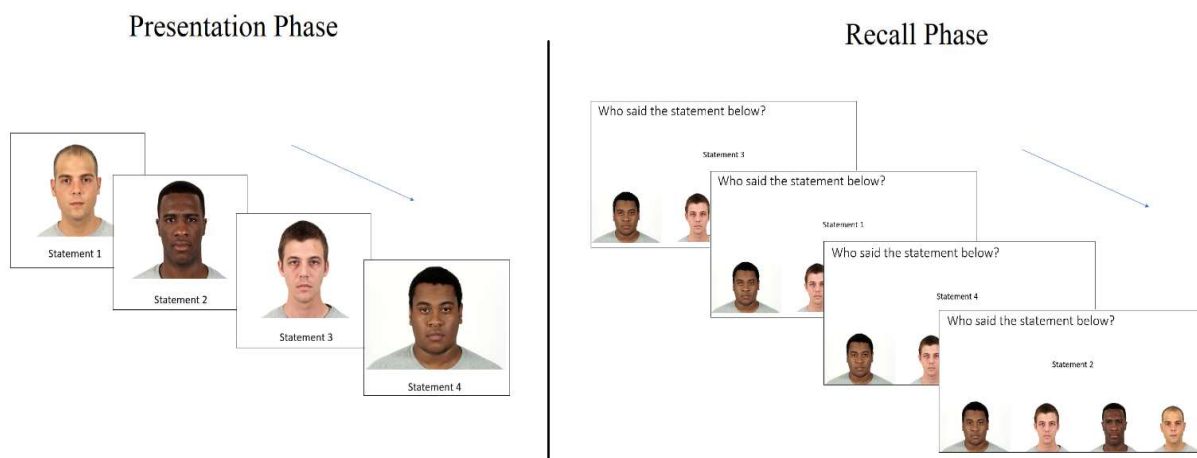 Presentation Phase
Statement 1
Statement 2
Statement 3
Statement 4
Recall Phase
Who said the statement below?
Statement 3
Who said the statement below?
Statement 1
Who said the statement below?
Statement 4
Who said the statement below?
Statement 2